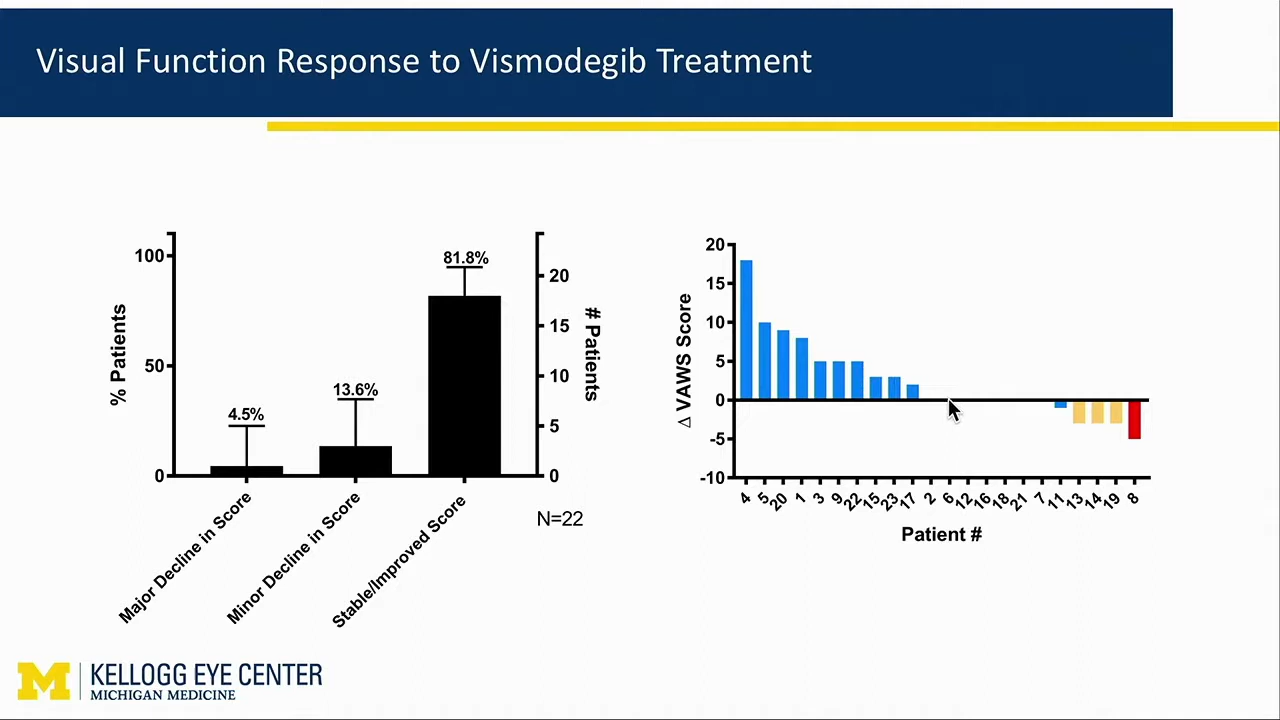 Visual Function Response to Vismodegib Treatment
% Patients
100
50
0
4.5%
13.6%
81.8%
20
15
10
5
0
# Patients
Major Decline in Score
Minor Decline in Score
Stable/Improved Score
N=22
Δ VAWS Score
20
15
10
5
0
-5
-10
4 5 20 1 3 9 22 15 23 17 2 6 12 16 18 21 7 11 13 14 19 8
Patient #
M
KELLOGG EYE CENTER
MICHIGAN MEDICINE